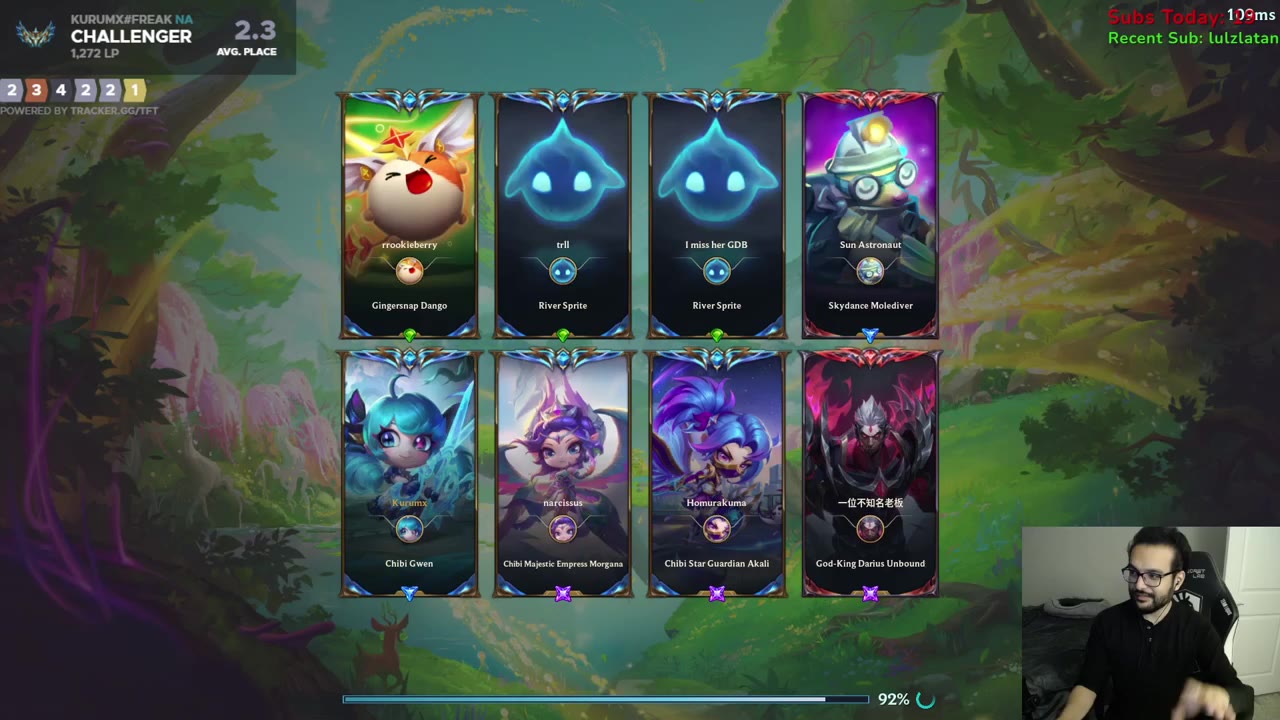 KURUMX#FREAK NA
CHALLENGER
1,272 LP
2.3
AVG. PLACE
2 3 4 2 2 1
POWERED BY TRACKER.GG/TFT
Subs Today:
109ms
Recent Sub: lulzlatan
rrookieberry
Gingersnap Dango
trll
River Sprite
I miss her GDB
River Sprite
Sun Astronaut
Skydance Molediver
Kurumx
Chibi Gwen
narcissus
Chibi Majestic Empress Morgana
Homurakuma
Chibi Star Guardian Akali
一位不知名老板
God-King Darius Unbound
92%